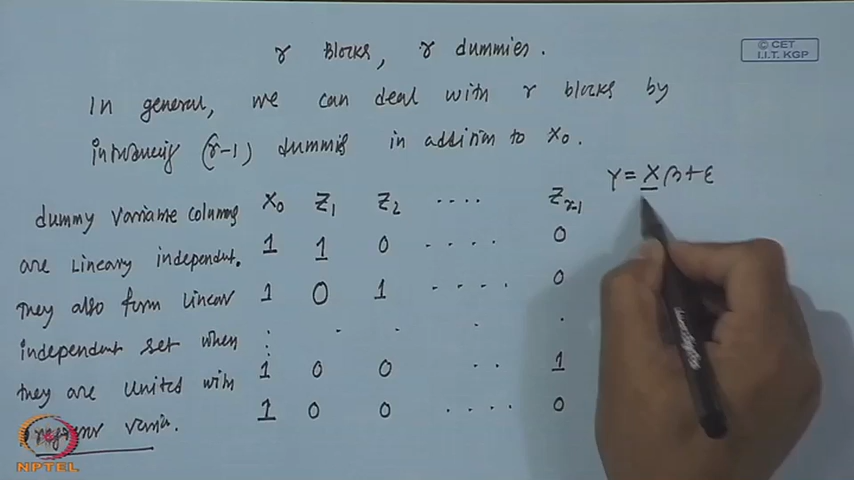 r Blocks, r dummies.
© CET
I.I.T. KGP
In general, we can deal with r blocks by
introducing (r-1) dummies in addition to X₀.
Y = Xβ + ε
dummy variable columns
are linearly independent.
They also form linear
independent set when
they are united with
regressor varia.
X₀ Z₁ Z₂ .... Z_{r-1}
1 1 0 .... 0
1 0 1 .... 0
: . . . .
1 0 0 .. 1
1 0 0 .... 0
NPTEL